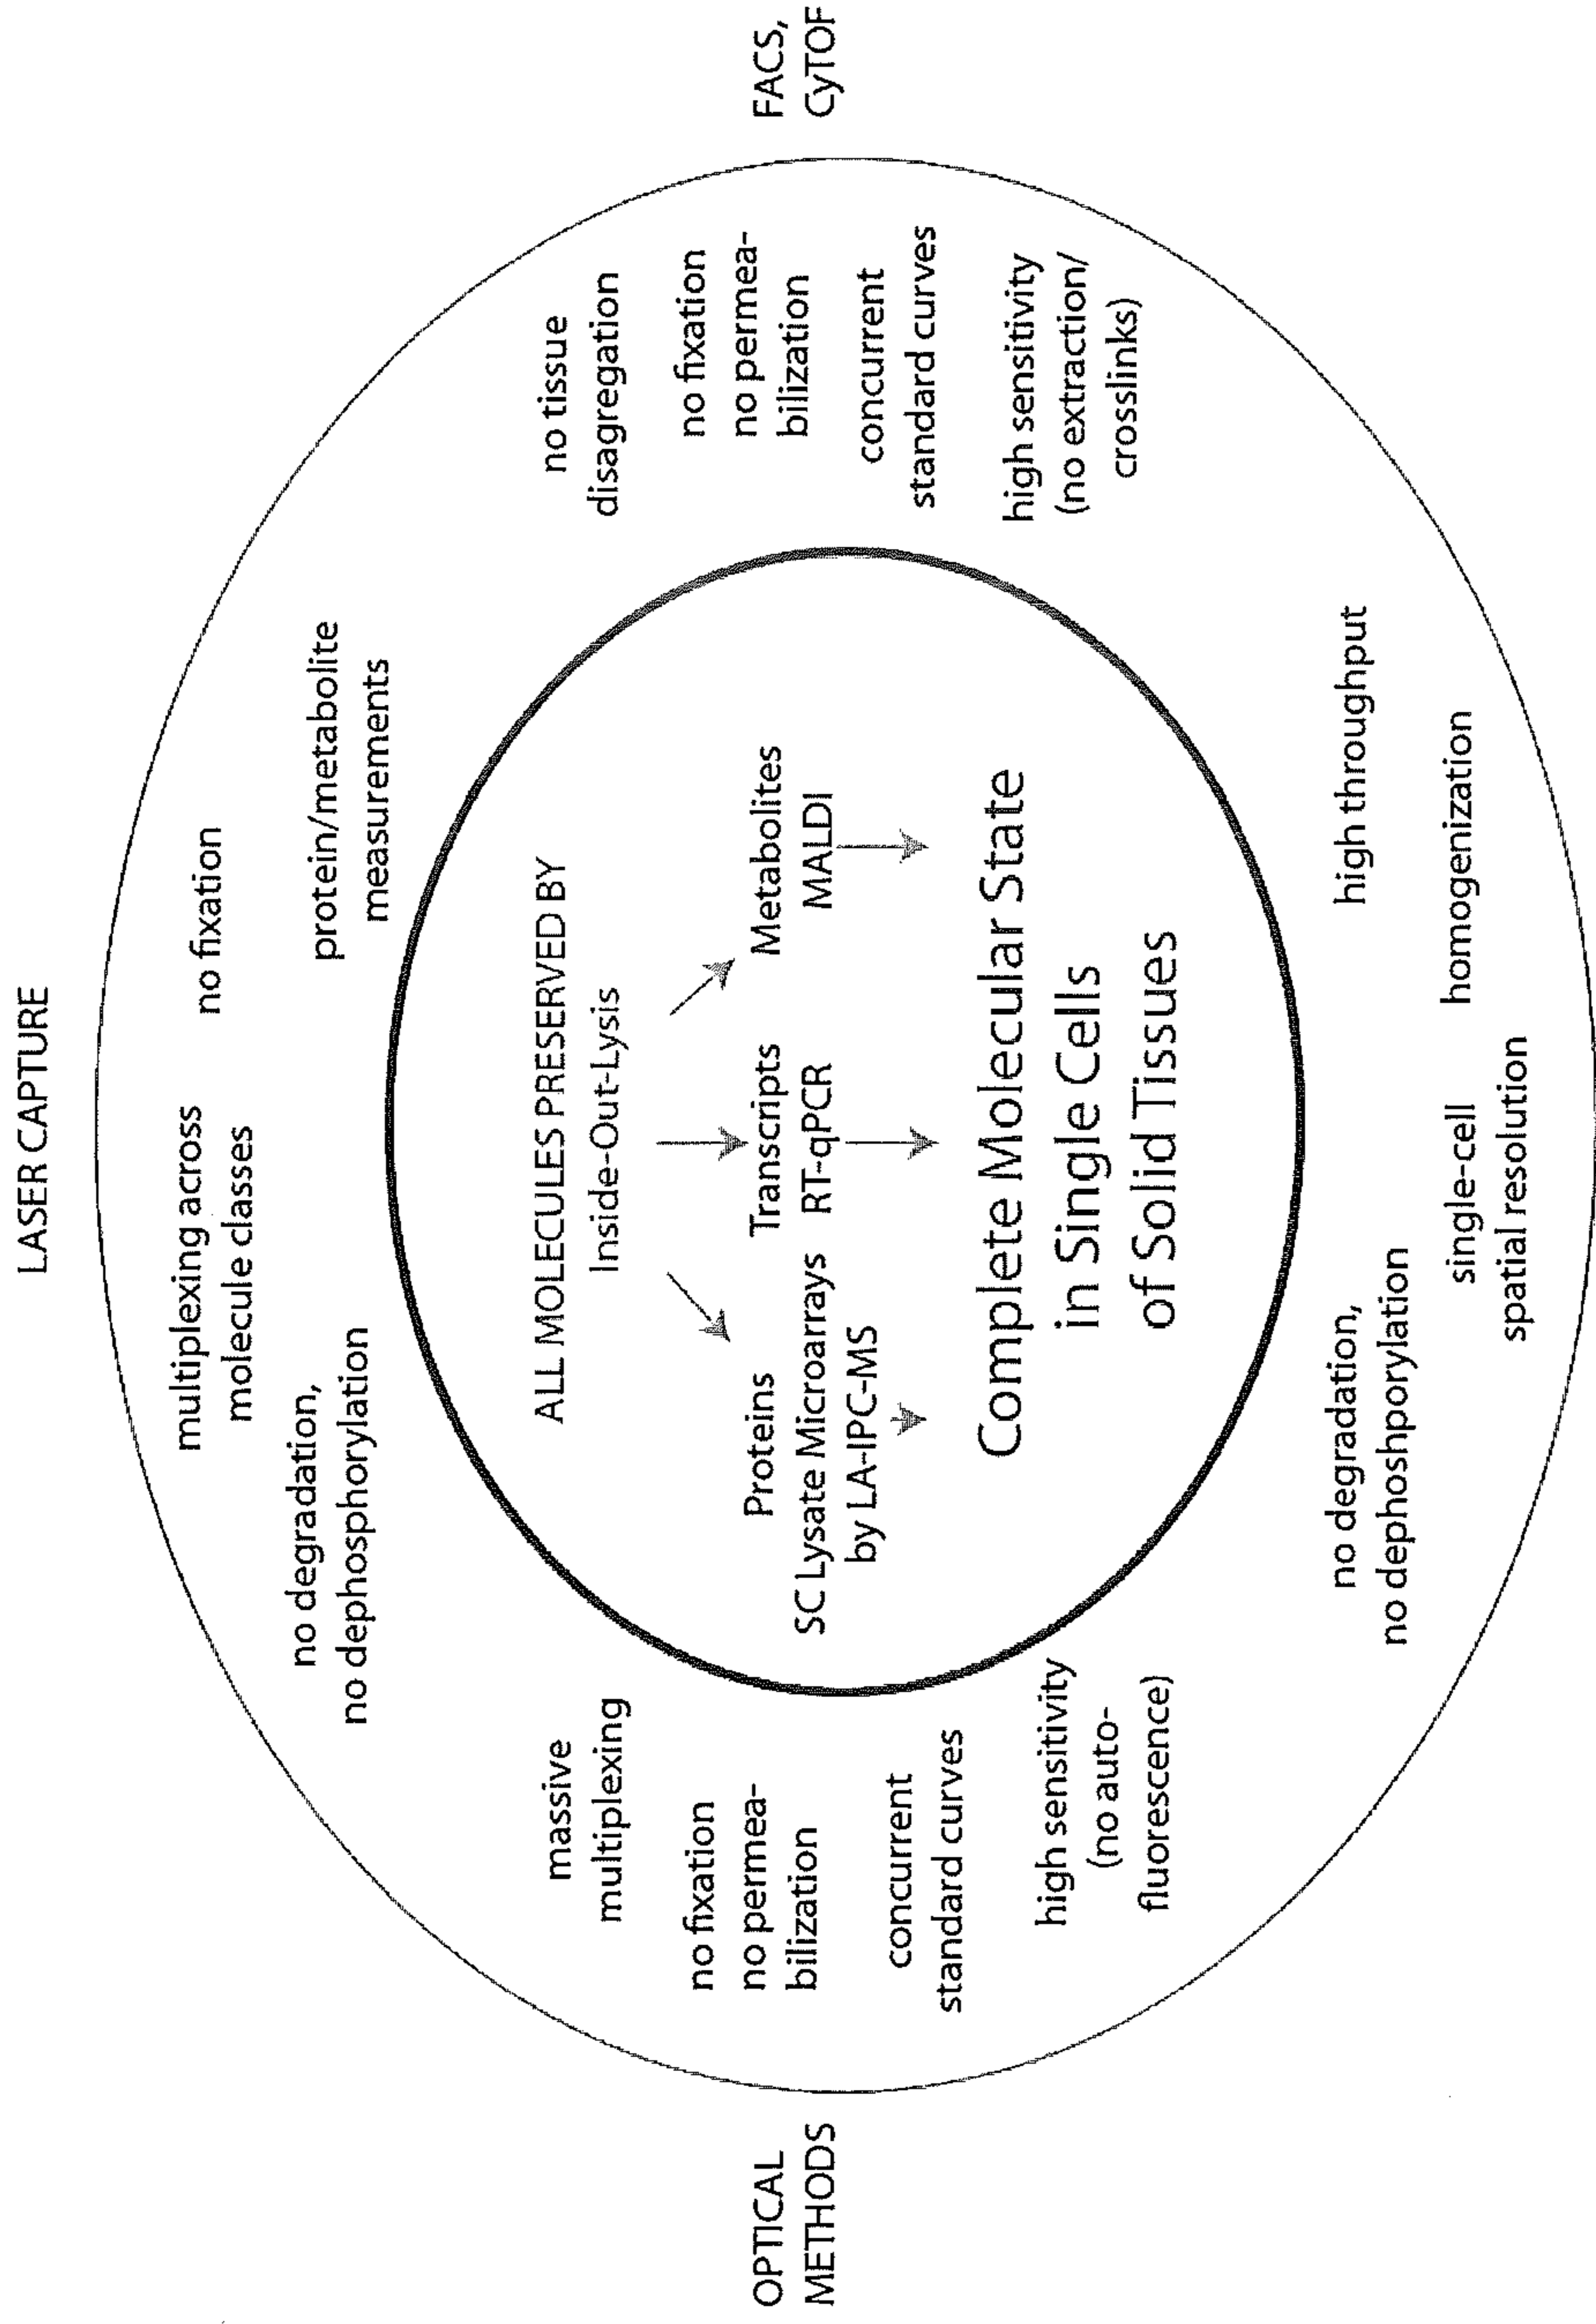 LASER CAPTURE
multiplexing across
molecule classes
no fixation
no degradation,
no dephosphorylation
protein/metabolite
measurements
OPTICAL
METHODS
massive
multiplexing
no fixation
no permea-
bilization
concurrent
standard curves
high sensitivity
(no auto-
fluorescence)
ALL MOLECULES PRESERVED BY
Inside-Out-Lysis
Proteins
SC Lysate Microarrays
by LA-IPC-MS
Transcripts
RT-qPCR
Metabolites
MALDI
Complete Molecular State
in Single Cells
of Solid Tissues
no tissue
disagregation
no fixation
no permea-
bilization
concurrent
standard curves
high sensitivity
(no extraction/
crosslinks)
FACS,
CyTOF
no degradation,
no dephoshporylation
single-cell
spatial resolution
homogenization
high throughput